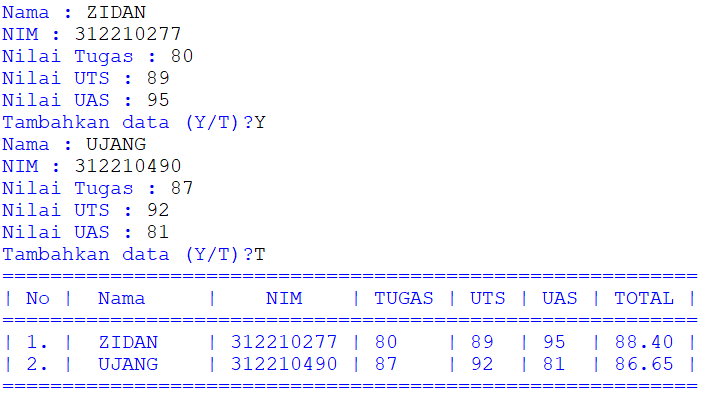 Nama : ZIDAN
NIM : 312210277
Nilai Tugas : 80
Nilai UTS : 89
Nilai UAS : 95
Tambahkan data (Y/T)?Y
Nama : UJANG
NIM : 312210490
Nilai Tugas : 87
Nilai UTS : 92
Nilai UAS : 81
Tambahkan data (Y/T)?T
==========================================================
| No |  Nama     |    NIM    | TUGAS | UTS | UAS | TOTAL |
==========================================================
| 1. |  ZIDAN    | 312210277 | 80    | 89  | 95  | 88.40 |
| 2. |  UJANG    | 312210490 | 87    | 92  | 81  | 86.65 |
==========================================================